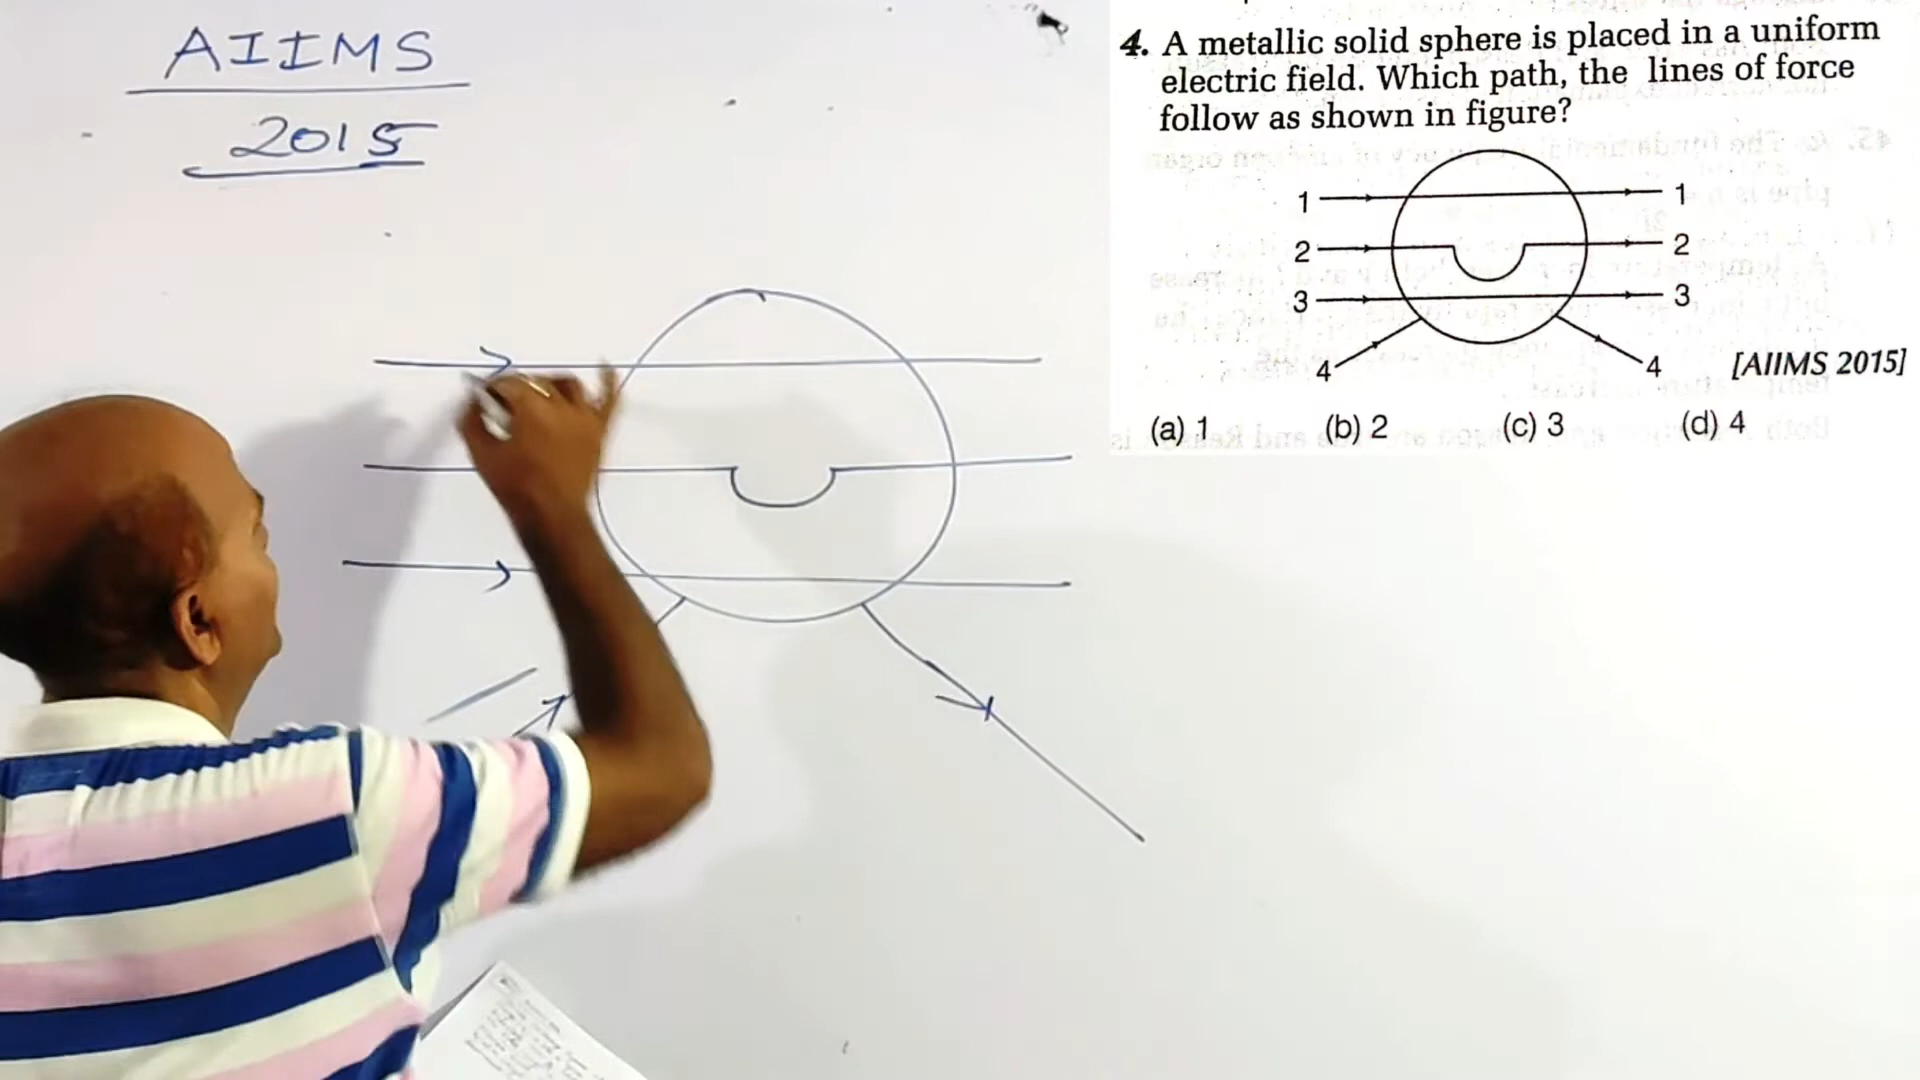 AIIMS
2015
4. A metallic solid sphere is placed in a uniform
electric field. Which path, the lines of force
follow as shown in figure?
1 1
2 2
3 3
4 4
[AIIMS 2015]
(a) 1 (b) 2 (c) 3 (d) 4